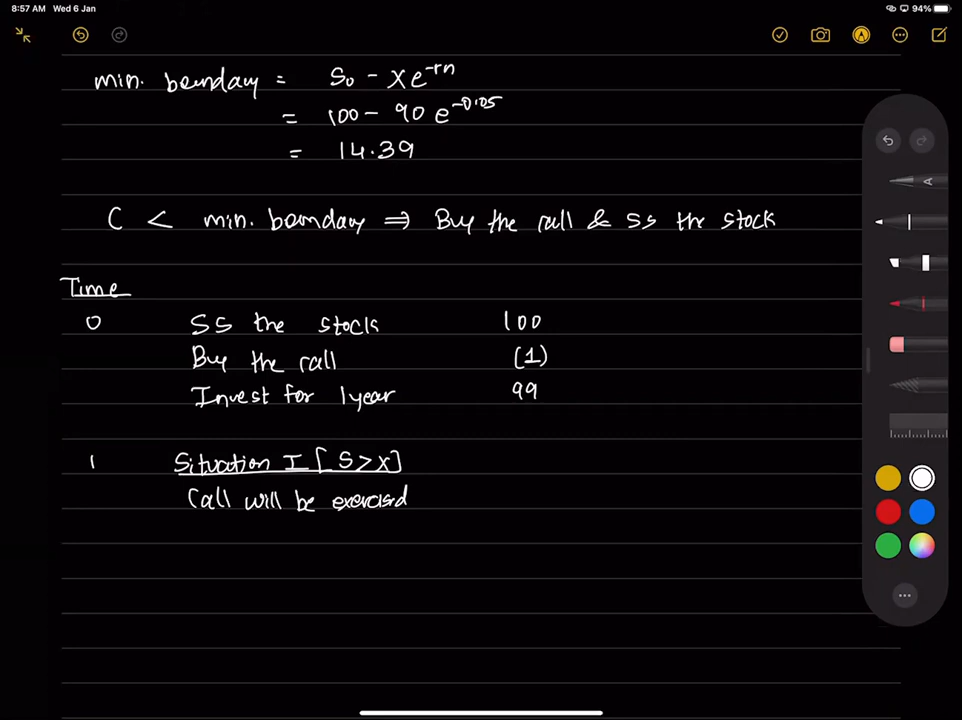 8:57 AM Wed 6 Jan
94%
min. boundary = S₀ - Xe^-rn
= 100 - 90 e^-0.05
= 14.39
C < min. boundary ⇒ Buy the call & SS the stock
Time
0 SS the stock 100
Buy the call (1)
Invest for 1year 99
1 Situation I [S>X]
Call will be exercised
A